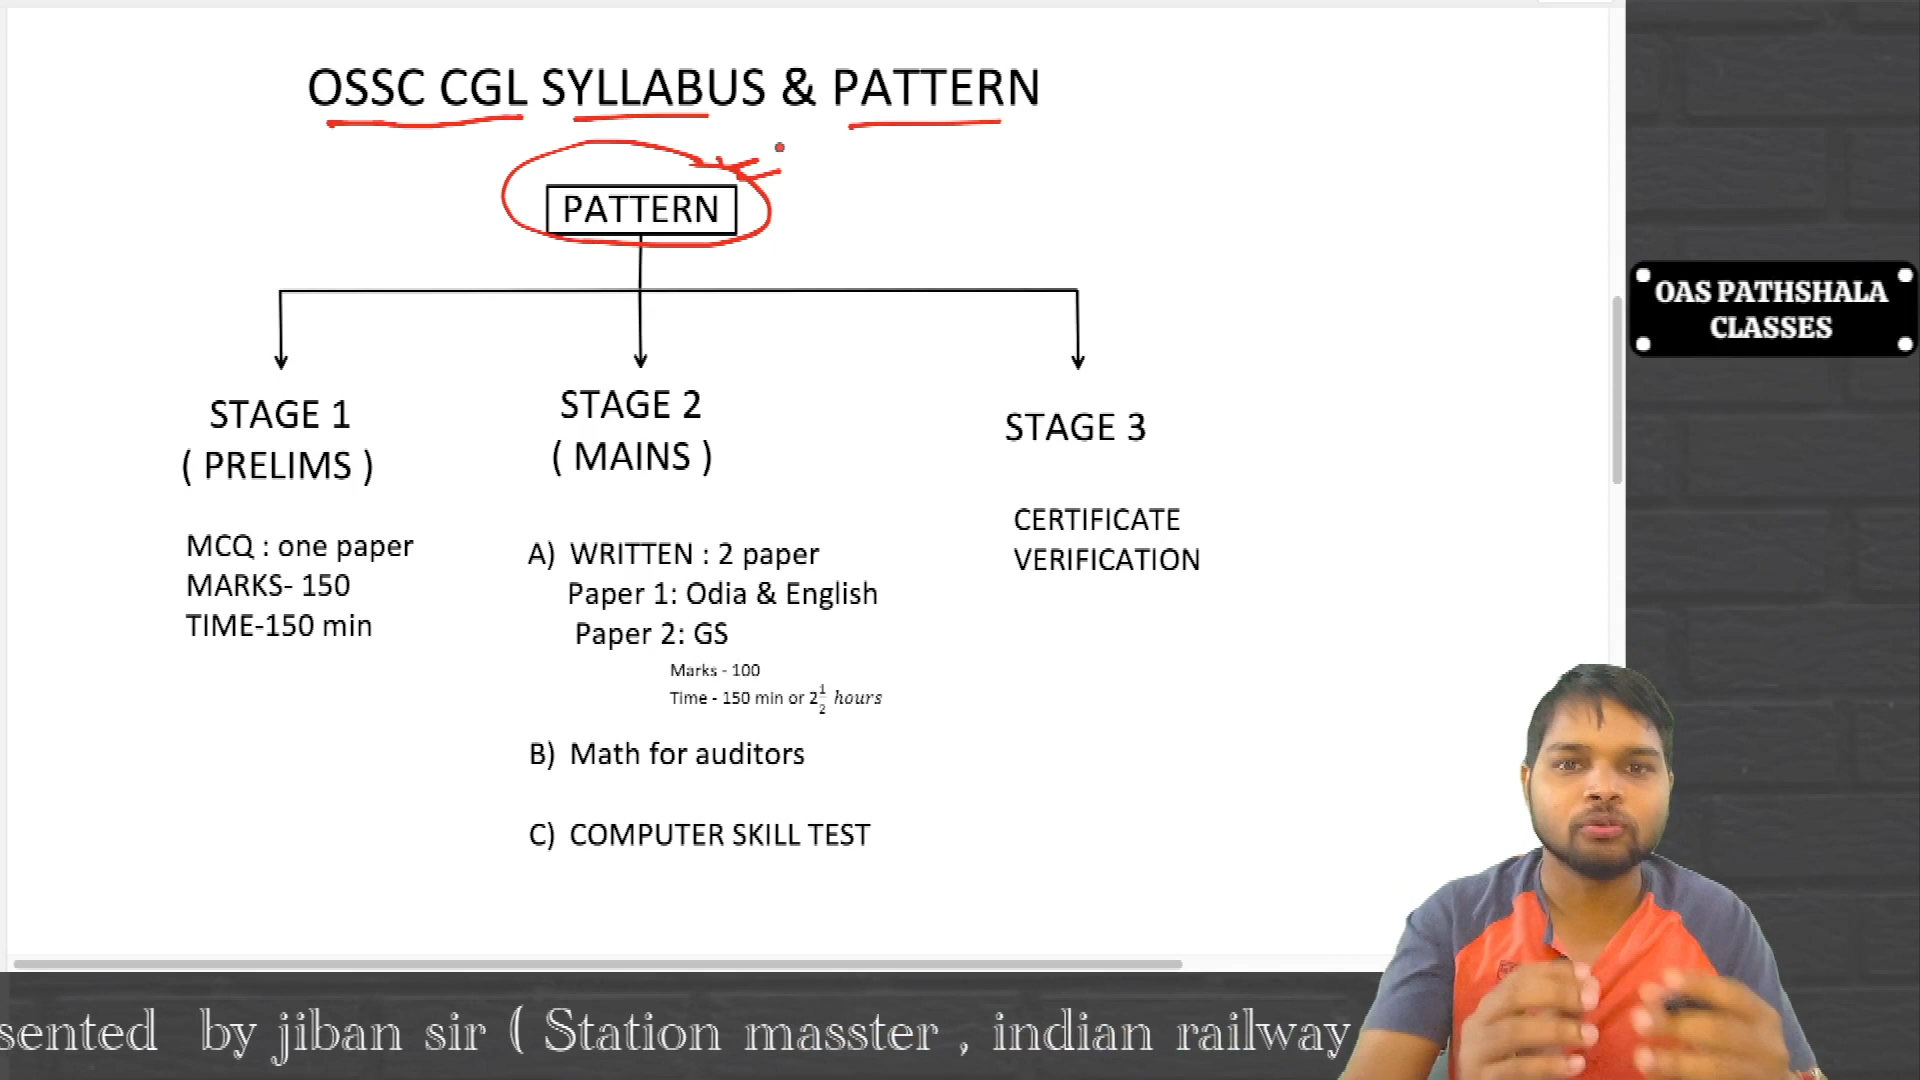 OSSC CGL SYLLABUS & PATTERN
PATTERN
STAGE 1
( PRELIMS )
MCQ : one paper
MARKS- 150
TIME-150 min
STAGE 2
( MAINS )
A) WRITTEN : 2 paper
Paper 1: Odia & English
Paper 2: GS
Marks - 100
Time - 150 min or 2 1/2 hours
B) Math for auditors
C) COMPUTER SKILL TEST
STAGE 3
CERTIFICATE
VERIFICATION
OAS PATHSHALA
CLASSES
sented by jiban sir ( Station masster , indian railway